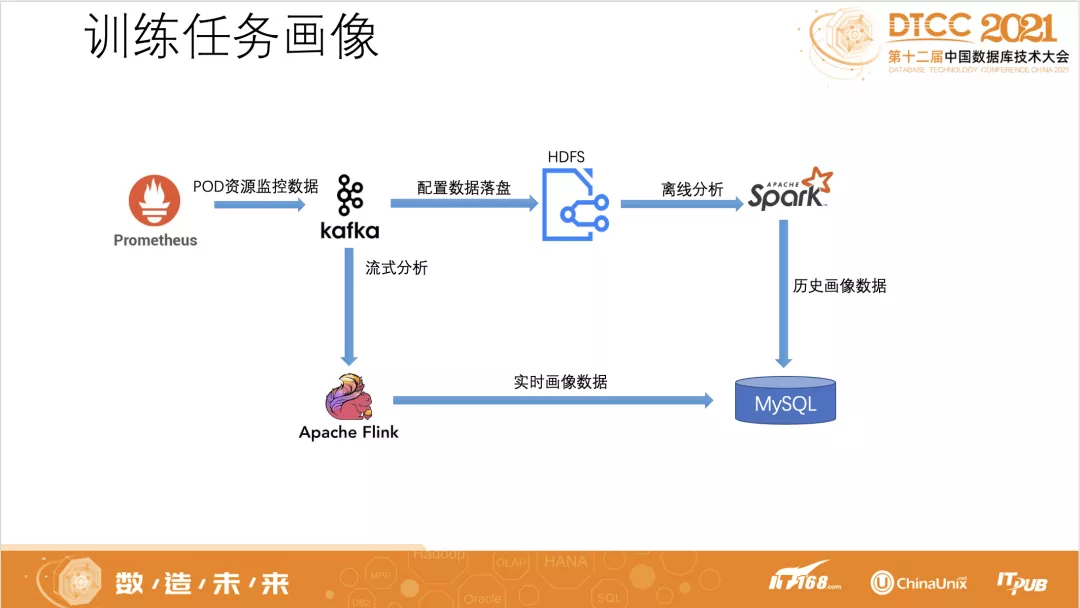 训练任务画像
DTCC 2021
第十二届中国数据库技术大会
DATABASE TECHNOLOGY CONFERENCE CHINA 2021
HDFS
POD资源监控数据
配置数据落盘
离线分析
APACHE
Spark
Prometheus
kafka
流式分析
历史画像数据
实时画像数据
MySQL
Apache Flink
数/造/未/来
Hadoop
OLAP
HANA
MPP
DB2
Oracle
SQL
IT168.com
ChinaUnix
ITPUB